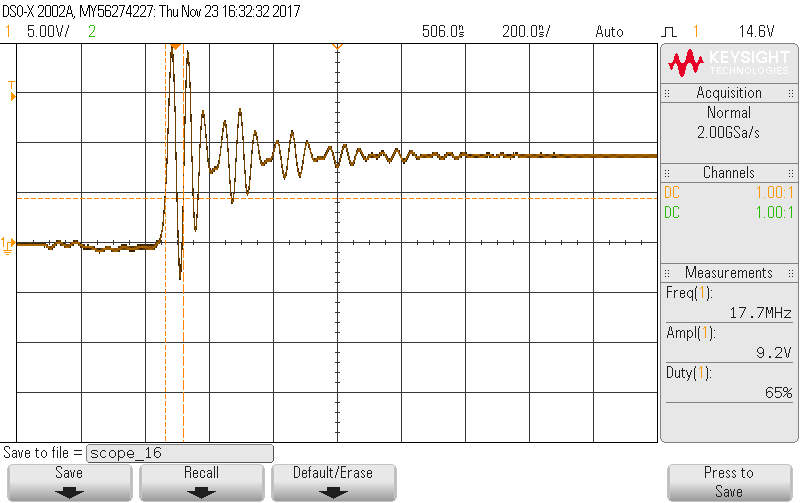 DSO-X 2002A, MY56274227: Thu Nov 23 16:32:32 2017
1 5.00V/ 2 506.0s 200.0s/ Auto 1 14.6V
KEYSIGHT
TECHNOLOGIES
Acquisition
Normal
2.00GSa/s
Channels
DC 1.00:1
DC 1.00:1
T
1
Measurements
Freq(1):
17.7MHz
Ampl(1):
9.2V
Duty(1):
65%
Save to file = scope_16
Save Recall Default/Erase Press to
Save